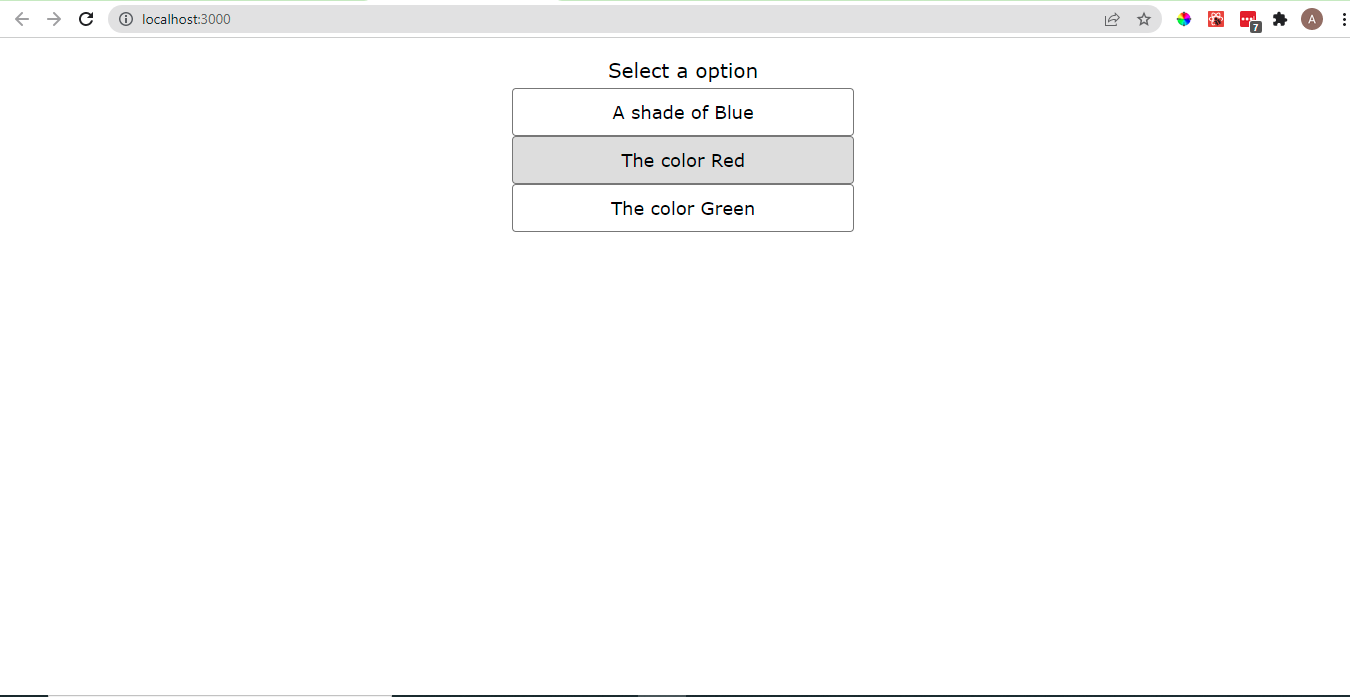 localhost:3000
7
A
Select a option
A shade of Blue
The color Red
The color Green